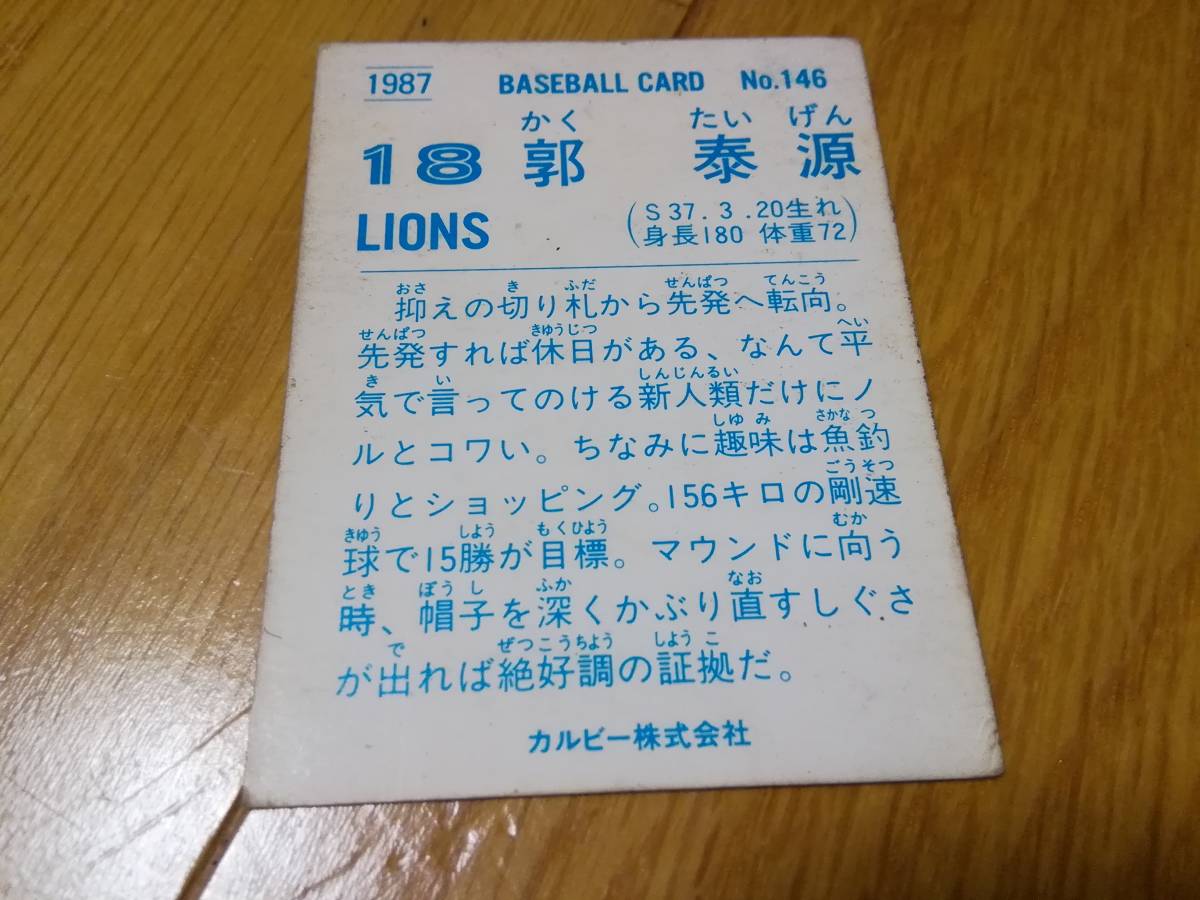 1987 BASEBALL CARD No.146
かく たい げん
18 郭 泰源
LIONS
(S37.3.20生れ
身長180 体重72)
おさ き ふだ せんぱつ てんこう
抑えの切り札から先発へ転向。
せんぱつ きゅうじつ へい
先発すれば休日がある、なんて平
き い しんじんるい
気で言ってのける新人類だけにノ
しゆ み さかな つ
ルとコワい。ちなみに趣味は魚釣
ごうそつ
りとショッピング。156キロの剛速
きゆう しよう もくひよう むか
球で15勝が目標。マウンドに向う
とき ぼうし ふか なお
時、帽子を深くかぶり直すしぐさ
で ぜつこうちよう しようこ
が出れば絶好調の証拠だ。
カルビー株式会社